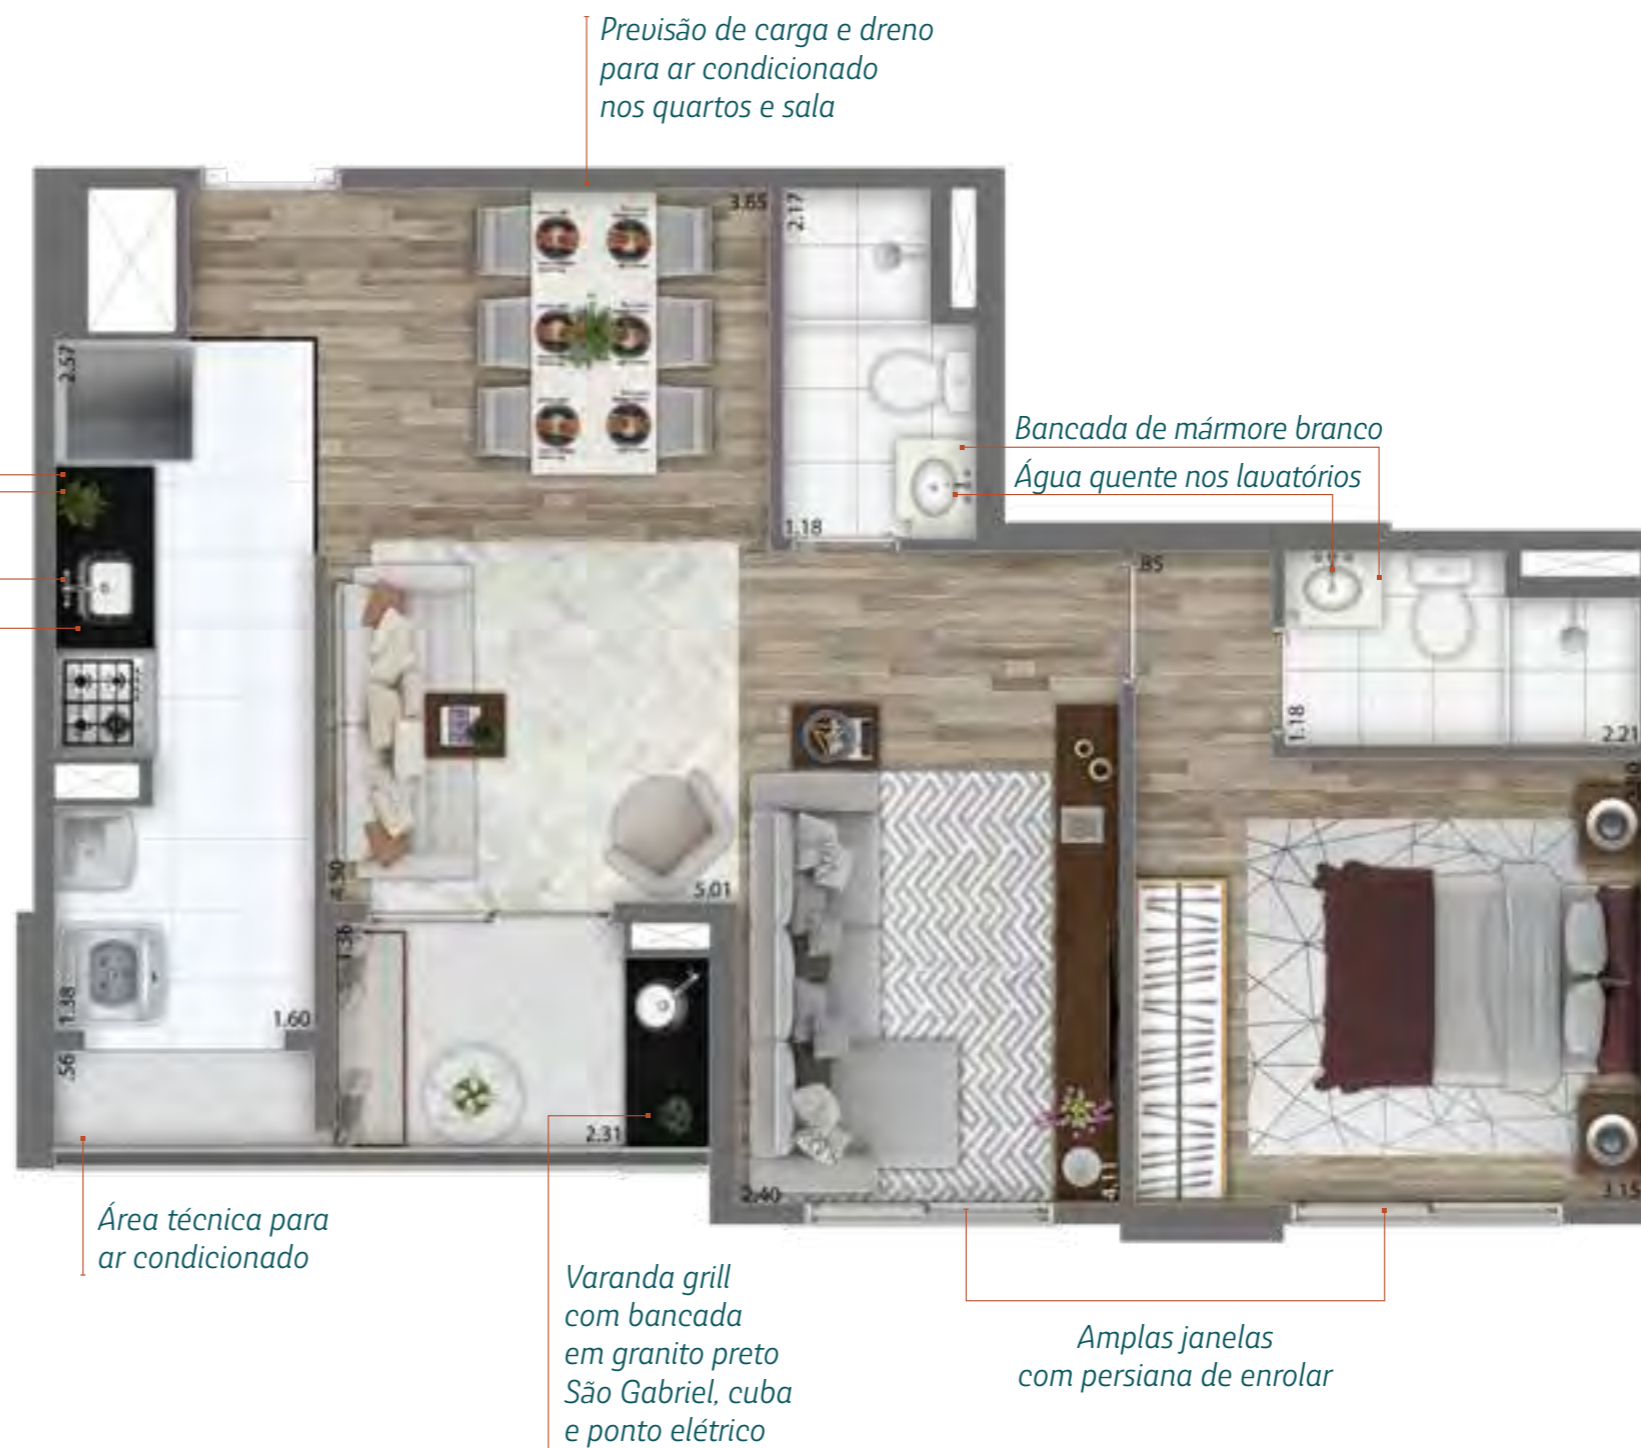 Previsão de carga e dreno
para ar condicionado
nos quartos e sala
3.65
2.17
2.57
Bancada de mármore branco
Água quente nos lavatórios
1.18
.85
1.18
2.21
4.50
5.01
1.36
1.38
1.60
.56
2.31
2.40
4.11
3.15
Área técnica para
ar condicionado
Varanda grill
com bancada
em granito preto
São Gabriel, cuba
e ponto elétrico
Amplas janelas
com persiana de enrolar